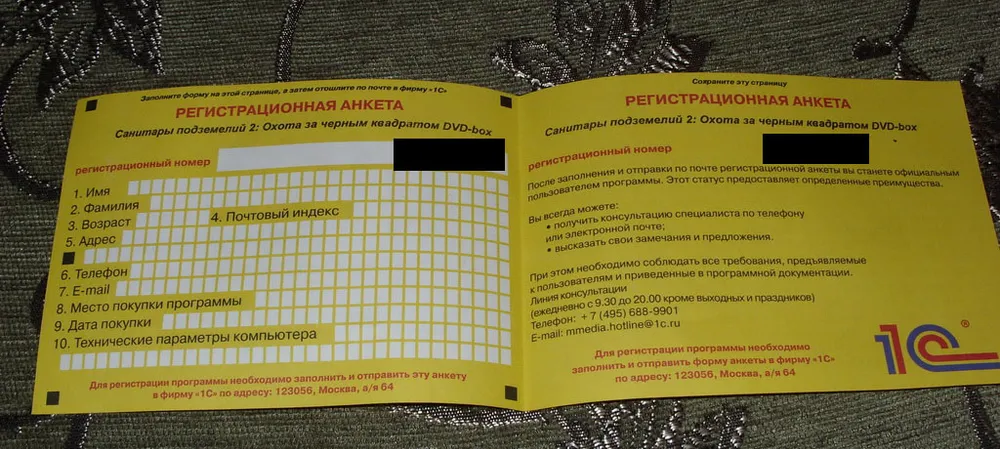 Заполните форму на этой странице, а затем отошлите по почте в фирму «1С»
РЕГИСТРАЦИОННАЯ АНКЕТА
Санитары подземелий 2: Охота за черным квадратом DVD-box
регистрационный номер
1. Имя
2. Фамилия
3. Возраст
4. Почтовый индекс
5. Адрес
6. Телефон
7. E-mail
8. Место покупки программы
9. Дата покупки
10. Технические параметры компьютера
Для регистрации программы необходимо
заполнить и отправить эту анкету
в фирму «1С» по адресу: 123056, Москва, а/я 64
Сохраните эту страницу
РЕГИСТРАЦИОННАЯ АНКЕТА
Санитары подземелий 2: Охота за черным квадратом DVD-box
регистрационный номер
После заполнения и отправки по почте регистрационной анкеты вы станете официальным
пользователем программы. Этот статус предоставляет определенные преимущества.
Вы всегда можете:
• получить консультацию специалиста по телефону
или электронной почте;
• высказать свои замечания и предложения.
При этом необходимо соблюдать все требования, предъявляемые
к пользователям и приведенные в программной документации.
Линия консультации
(ежедневно с 9.30 до 20.00 кроме выходных и праздников)
Телефон: +7 (495) 688-9901
E-mail: mmedia.hotline@1c.ru
1С®
Для регистрации программы необходимо
заполнить и отправить форму анкеты в фирму «1С»
по адресу: 123056, Москва, а/я 64